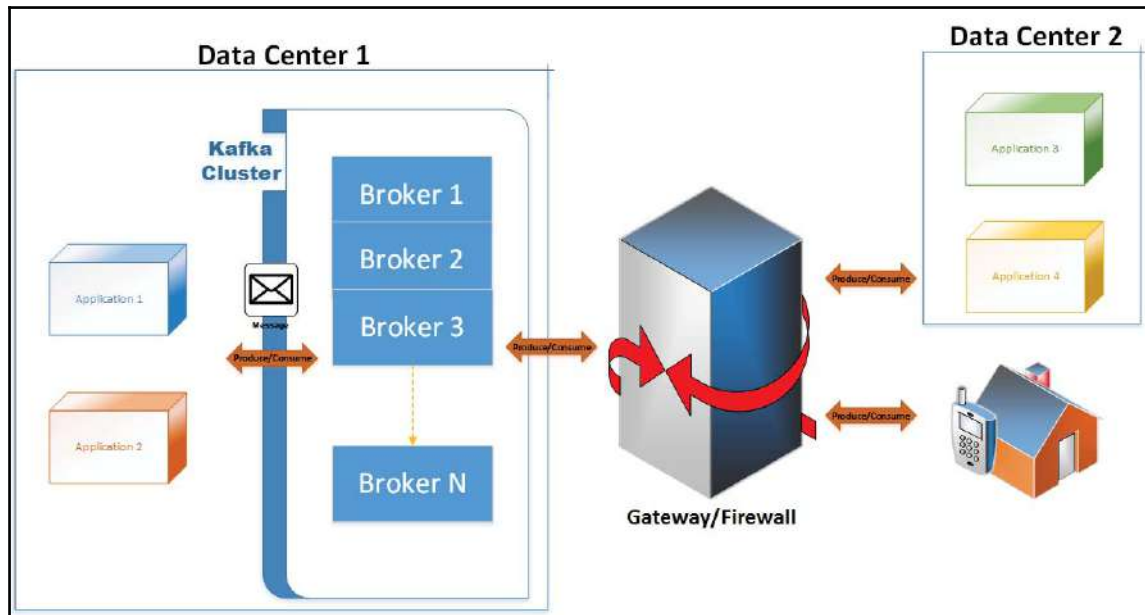 Data Center 1
Data Center 2
Kafka
Cluster
Broker 1
Broker 2
Broker 3
Broker N
Application 1
Application 2
Message
Produce/Consume
Produce/Consume
Gateway/Firewall
Produce/Consume
Produce/Consume
Application 3
Application 4